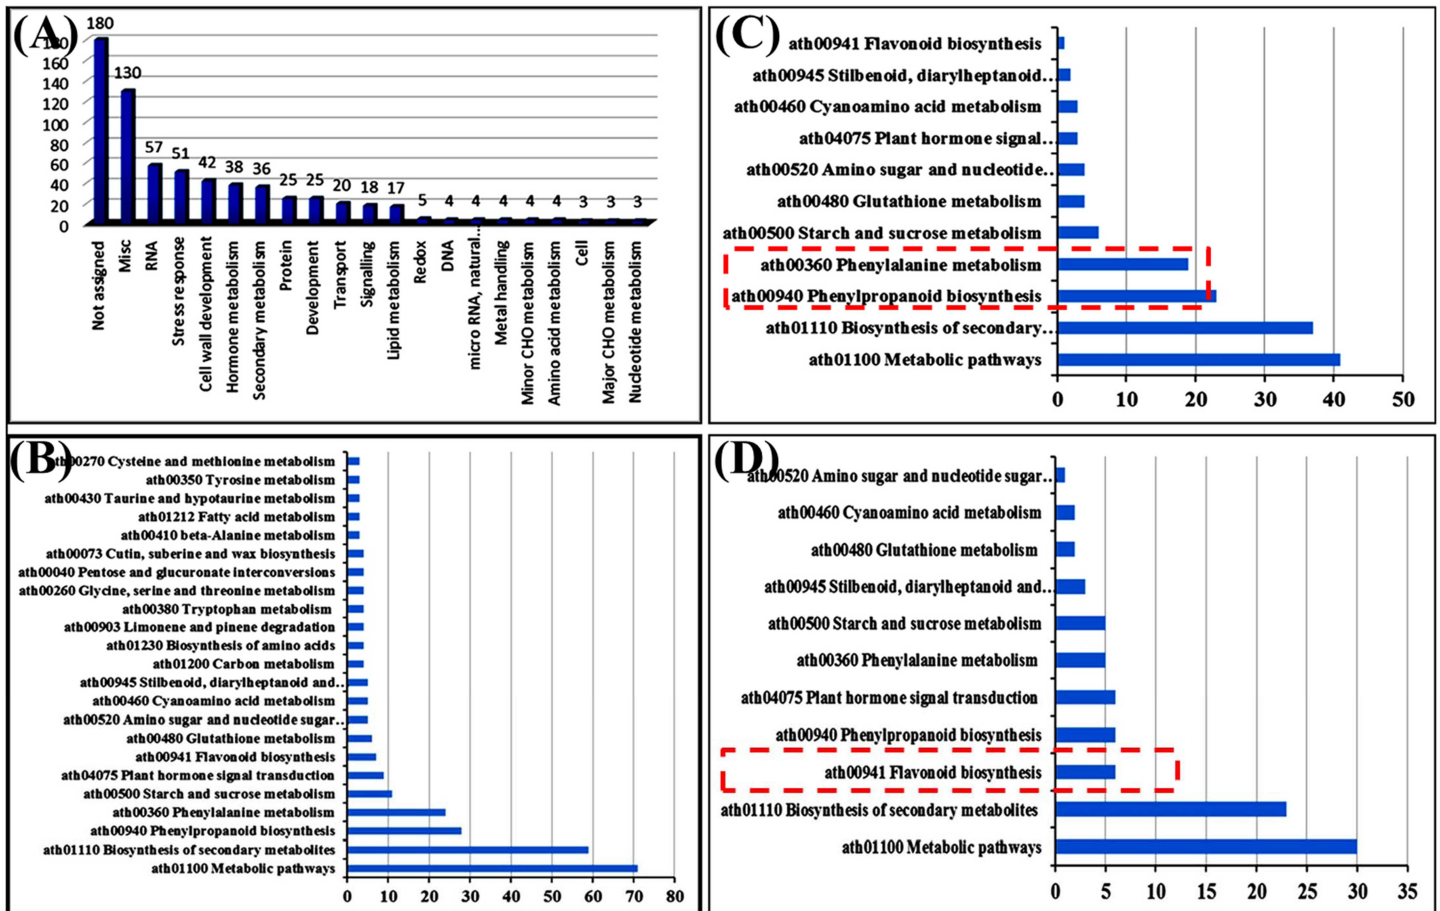 (A)
180
180
160
140
120
100
80
60
40
20
0
180
130
57
51
42
38
36
25
25
20
18
17
5
4
4
4
4
4
3
3
3
Not assigned
Misc
RNA
Stress response
Cell wall development
Hormone metabolism
Secondary metabolism
Protein
Development
Transport
Signalling
Lipid metabolism
Redox
DNA
micro RNA, natural...
Metal handling
Minor CHO metabolism
Amino acid metabolism
Cell
Major CHO metabolism
Nucleotide metabolism
(C)
ath00941 Flavonoid biosynthesis
ath00945 Stilbenoid, diarylheptanoid...
ath00460 Cyanoamino acid metabolism
ath04075 Plant hormone signal...
ath00520 Amino sugar and nucleotide...
ath00480 Glutathione metabolism
ath00500 Starch and sucrose metabolism
ath00360 Phenylalanine metabolism
ath00940 Phenylpropanoid biosynthesis
ath01110 Biosynthesis of secondary...
ath01100 Metabolic pathways
0 10 20 30 40 50
(B)
ath00270 Cysteine and methionine metabolism
ath00350 Tyrosine metabolism
ath00430 Taurine and hypotaurine metabolism
ath01212 Fatty acid metabolism
ath00410 beta-Alanine metabolism
ath00073 Cutin, suberine and wax biosynthesis
ath00040 Pentose and glucuronate interconversions
ath00260 Glycine, serine and threonine metabolism
ath00380 Tryptophan metabolism
ath00903 Limonene and pinene degradation
ath01230 Biosynthesis of amino acids
ath01200 Carbon metabolism
ath00945 Stilbenoid, diarylheptanoid and...
ath00460 Cyanoamino acid metabolism
ath00520 Amino sugar and nucleotide sugar...
ath00480 Glutathione metabolism
ath00941 Flavonoid biosynthesis
ath04075 Plant hormone signal transduction
ath00500 Starch and sucrose metabolism
ath00360 Phenylalanine metabolism
ath00940 Phenylpropanoid biosynthesis
ath01110 Biosynthesis of secondary metabolites
ath01100 Metabolic pathways
0 10 20 30 40 50 60 70 80
(D)
ath00520 Amino sugar and nucleotide sugar...
ath00460 Cyanoamino acid metabolism
ath00480 Glutathione metabolism
ath00945 Stilbenoid, diarylheptanoid and...
ath00500 Starch and sucrose metabolism
ath00360 Phenylalanine metabolism
ath04075 Plant hormone signal transduction
ath00940 Phenylpropanoid biosynthesis
ath00941 Flavonoid biosynthesis
ath01110 Biosynthesis of secondary metabolites
ath01100 Metabolic pathways
0 5 10 15 20 25 30 35